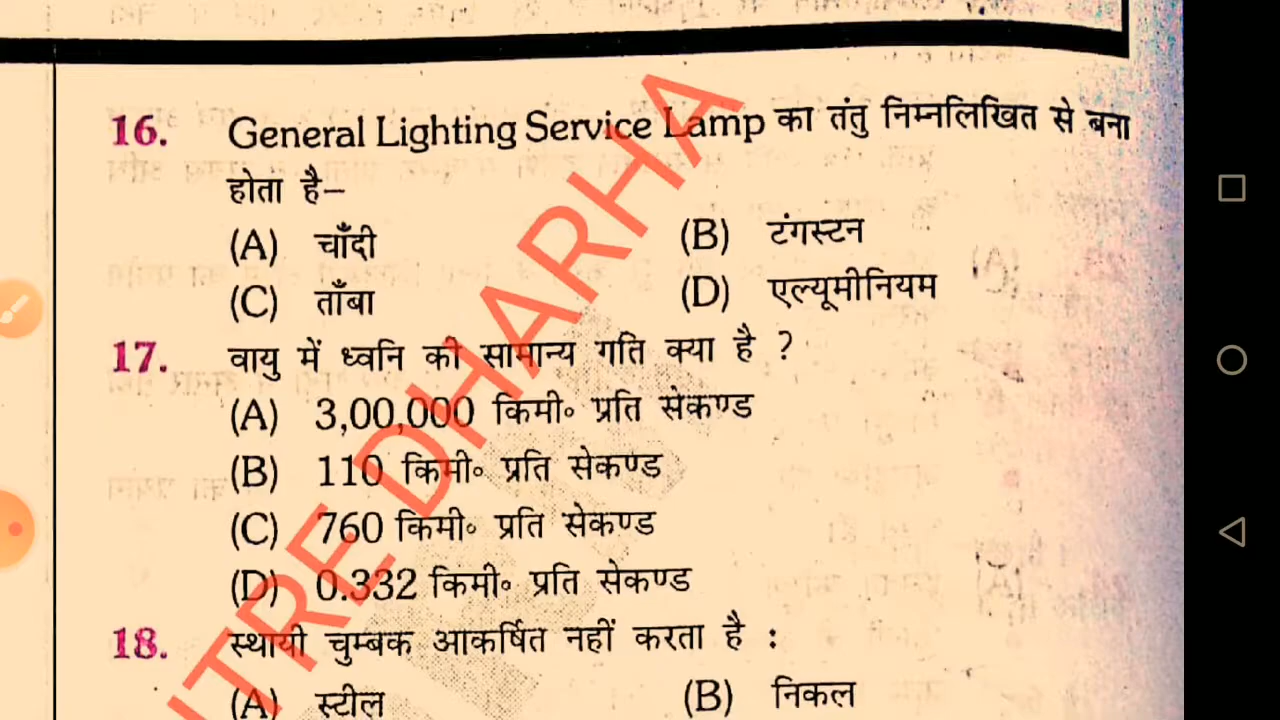 16. General Lighting Service Lamp का तंतु निम्नलिखित से बना
होता है–
(A) चाँदी (B) टंगस्टन
(C) ताँबा (D) एल्यूमीनियम
17. वायु में ध्वनि की सामान्य गति क्या है ?
(A) 3,00,000 किमी॰ प्रति सेकण्ड
(B) 110 किमी॰ प्रति सेकण्ड
(C) 760 किमी॰ प्रति सेकण्ड
(D) 0.332 किमी॰ प्रति सेकण्ड
18. स्थायी चुम्बक आकर्षित नहीं करता है :
(A) स्टील (B) निकल
DHARHA